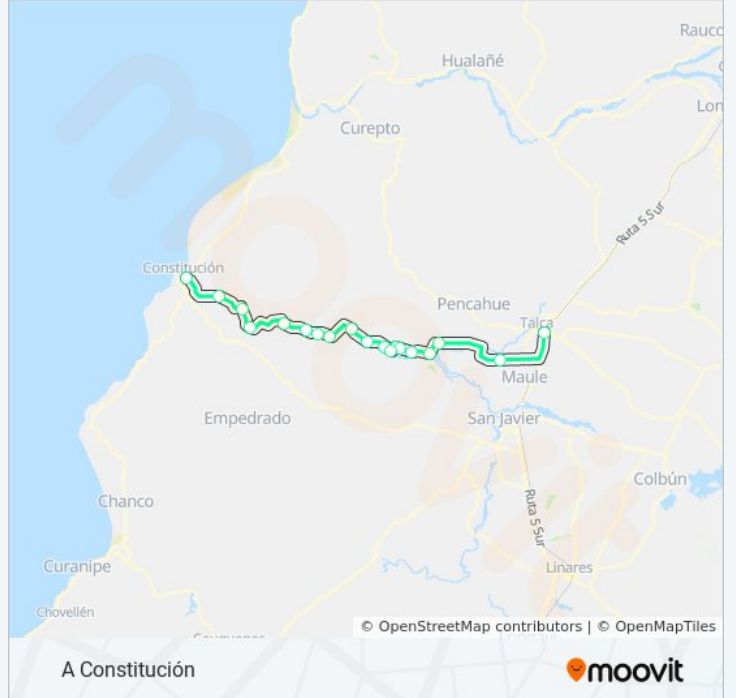 Rauco
Hualañé
Lon
Curepto
Ruta 5 Sur
Constitución
Pencahue
Talca
Maule
Empedrado
San Javier
Colbún
Chanco
Ruta 5 Sur
Curanipe
Linares
Chovellén
© OpenStreetMap contributors | © OpenMapTiles
A Constitución
moovit